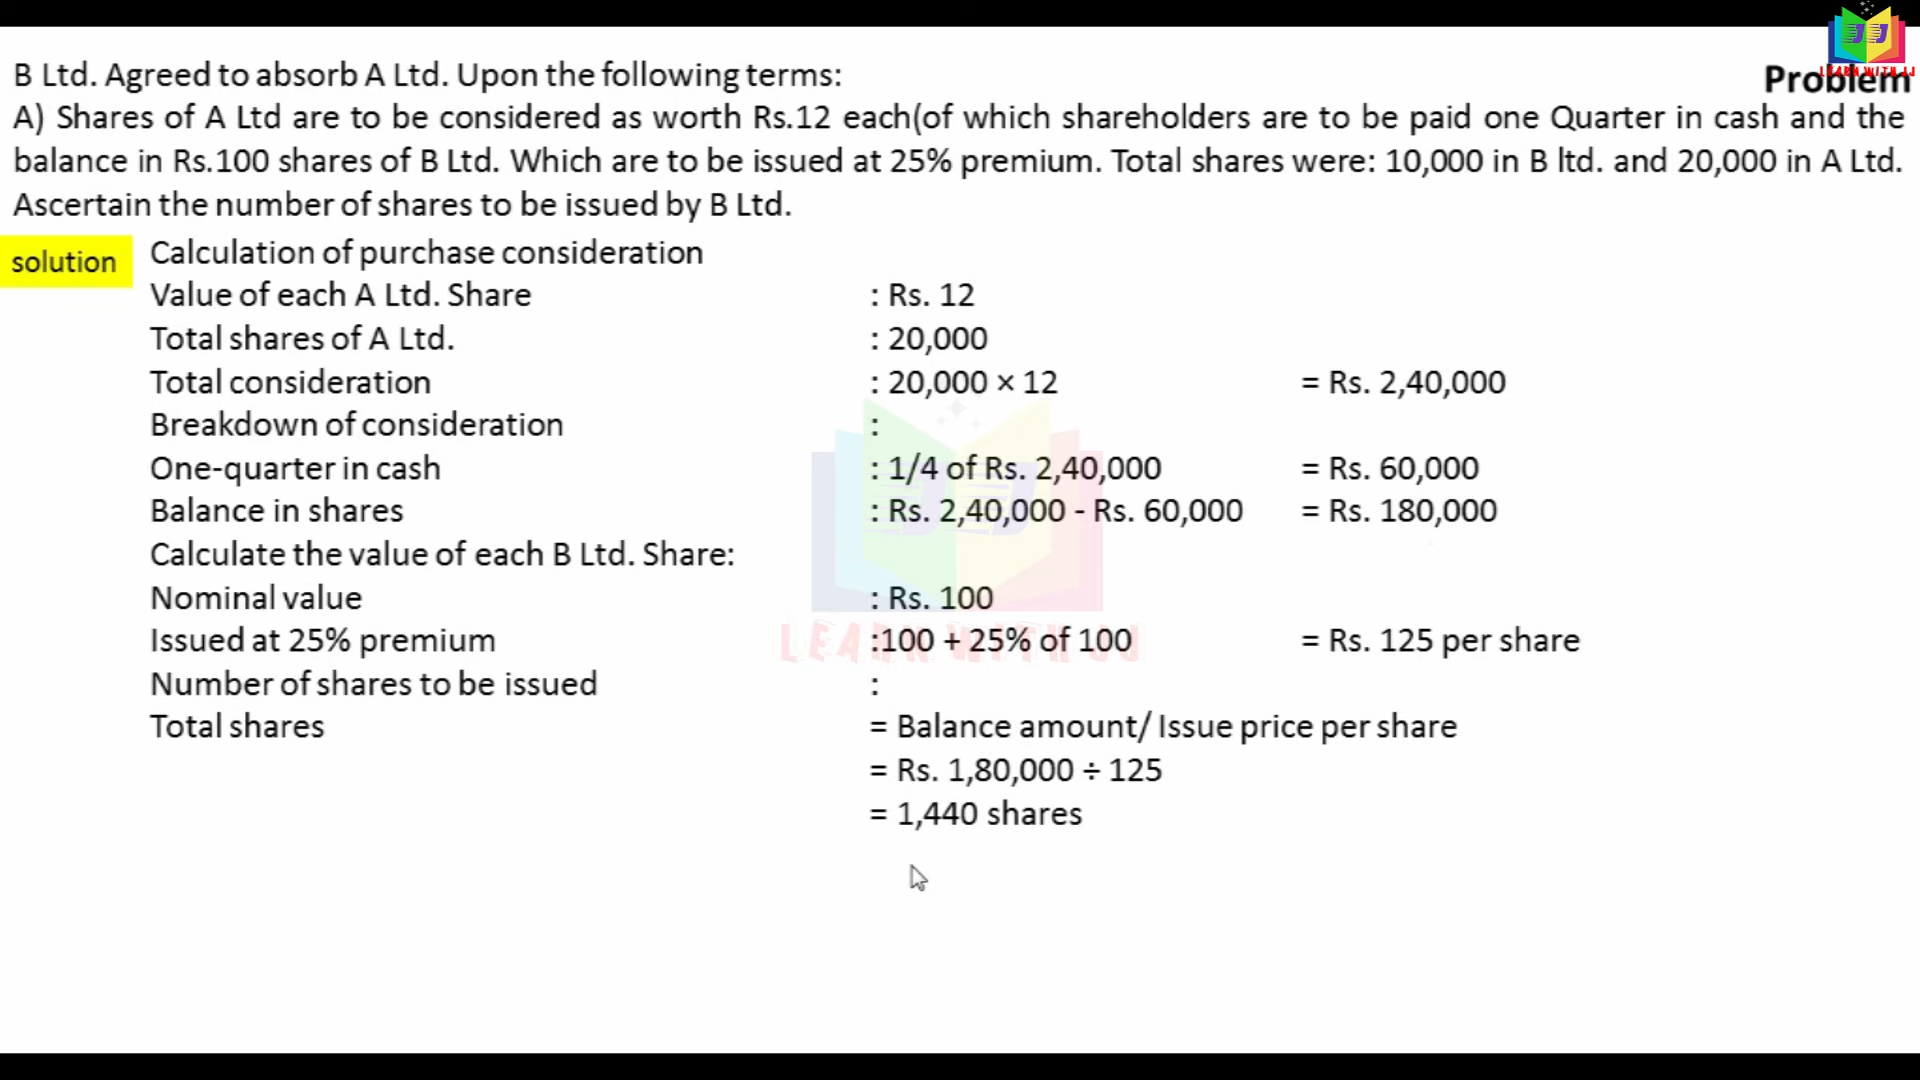 LEARN WITH JJ
Problem
B Ltd. Agreed to absorb A Ltd. Upon the following terms:
A) Shares of A Ltd are to be considered as worth Rs.12 each(of which shareholders are to be paid one Quarter in cash and the
balance in Rs.100 shares of B Ltd. Which are to be issued at 25% premium. Total shares were: 10,000 in B ltd. and 20,000 in A Ltd.
Ascertain the number of shares to be issued by B Ltd.
solution
Calculation of purchase consideration
Value of each A Ltd. Share : Rs. 12
Total shares of A Ltd. : 20,000
Total consideration : 20,000 × 12 = Rs. 2,40,000
Breakdown of consideration :
One-quarter in cash : 1/4 of Rs. 2,40,000 = Rs. 60,000
Balance in shares : Rs. 2,40,000 - Rs. 60,000 = Rs. 180,000
Calculate the value of each B Ltd. Share:
Nominal value : Rs. 100
Issued at 25% premium :100 + 25% of 100 = Rs. 125 per share
LEARN WITH JJ
Number of shares to be issued :
Total shares = Balance amount/ Issue price per share
= Rs. 1,80,000 ÷ 125
= 1,440 shares